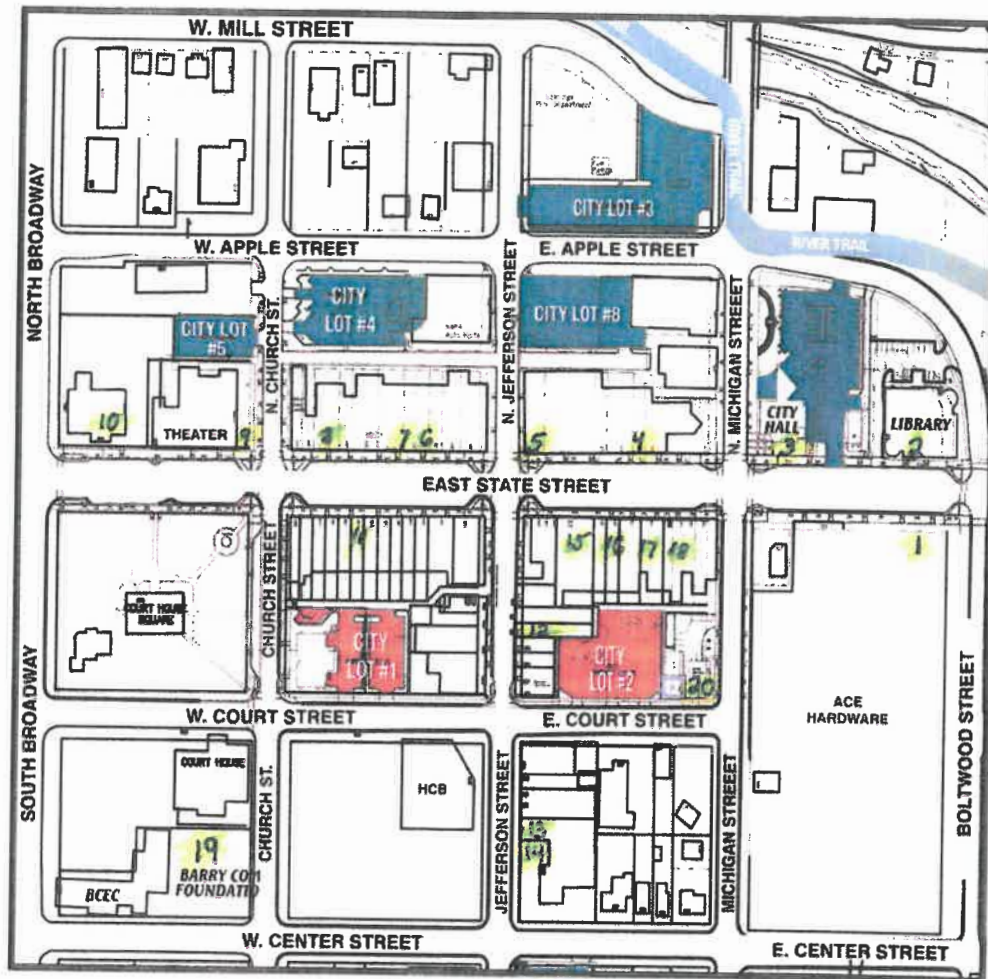 W. MILL STREET
RIVER TRAIL
CITY LOT #3
RIVER TRAIL
W. APPLE STREET
E. APPLE STREET
NORTH BROADWAY
N. CHURCH ST.
N. JEFFERSON STREET
N. MICHIGAN STREET
CITY LOT
#5
CITY
LOT #4
CITY LOT #8
10
THEATER
9
8
7
6
5
4
CITY
HALL
3
LIBRARY
2
EAST STATE STREET
15
16
17
18
1
COURT HOUSE
SQUARE
CHURCH STREET
CITY
LOT #1
12
CITY
LOT #2
20
ACE
HARDWARE
W. COURT STREET
E. COURT STREET
SOUTH BROADWAY
COURT HOUSE
CHURCH ST.
HCB
JEFFERSON STREET
MICHIGAN STREEET
BOLTWOOD STREET
13
14
19
BARRY COM
FOUNDATIO
BCEC
W. CENTER STREET
E. CENTER STREET